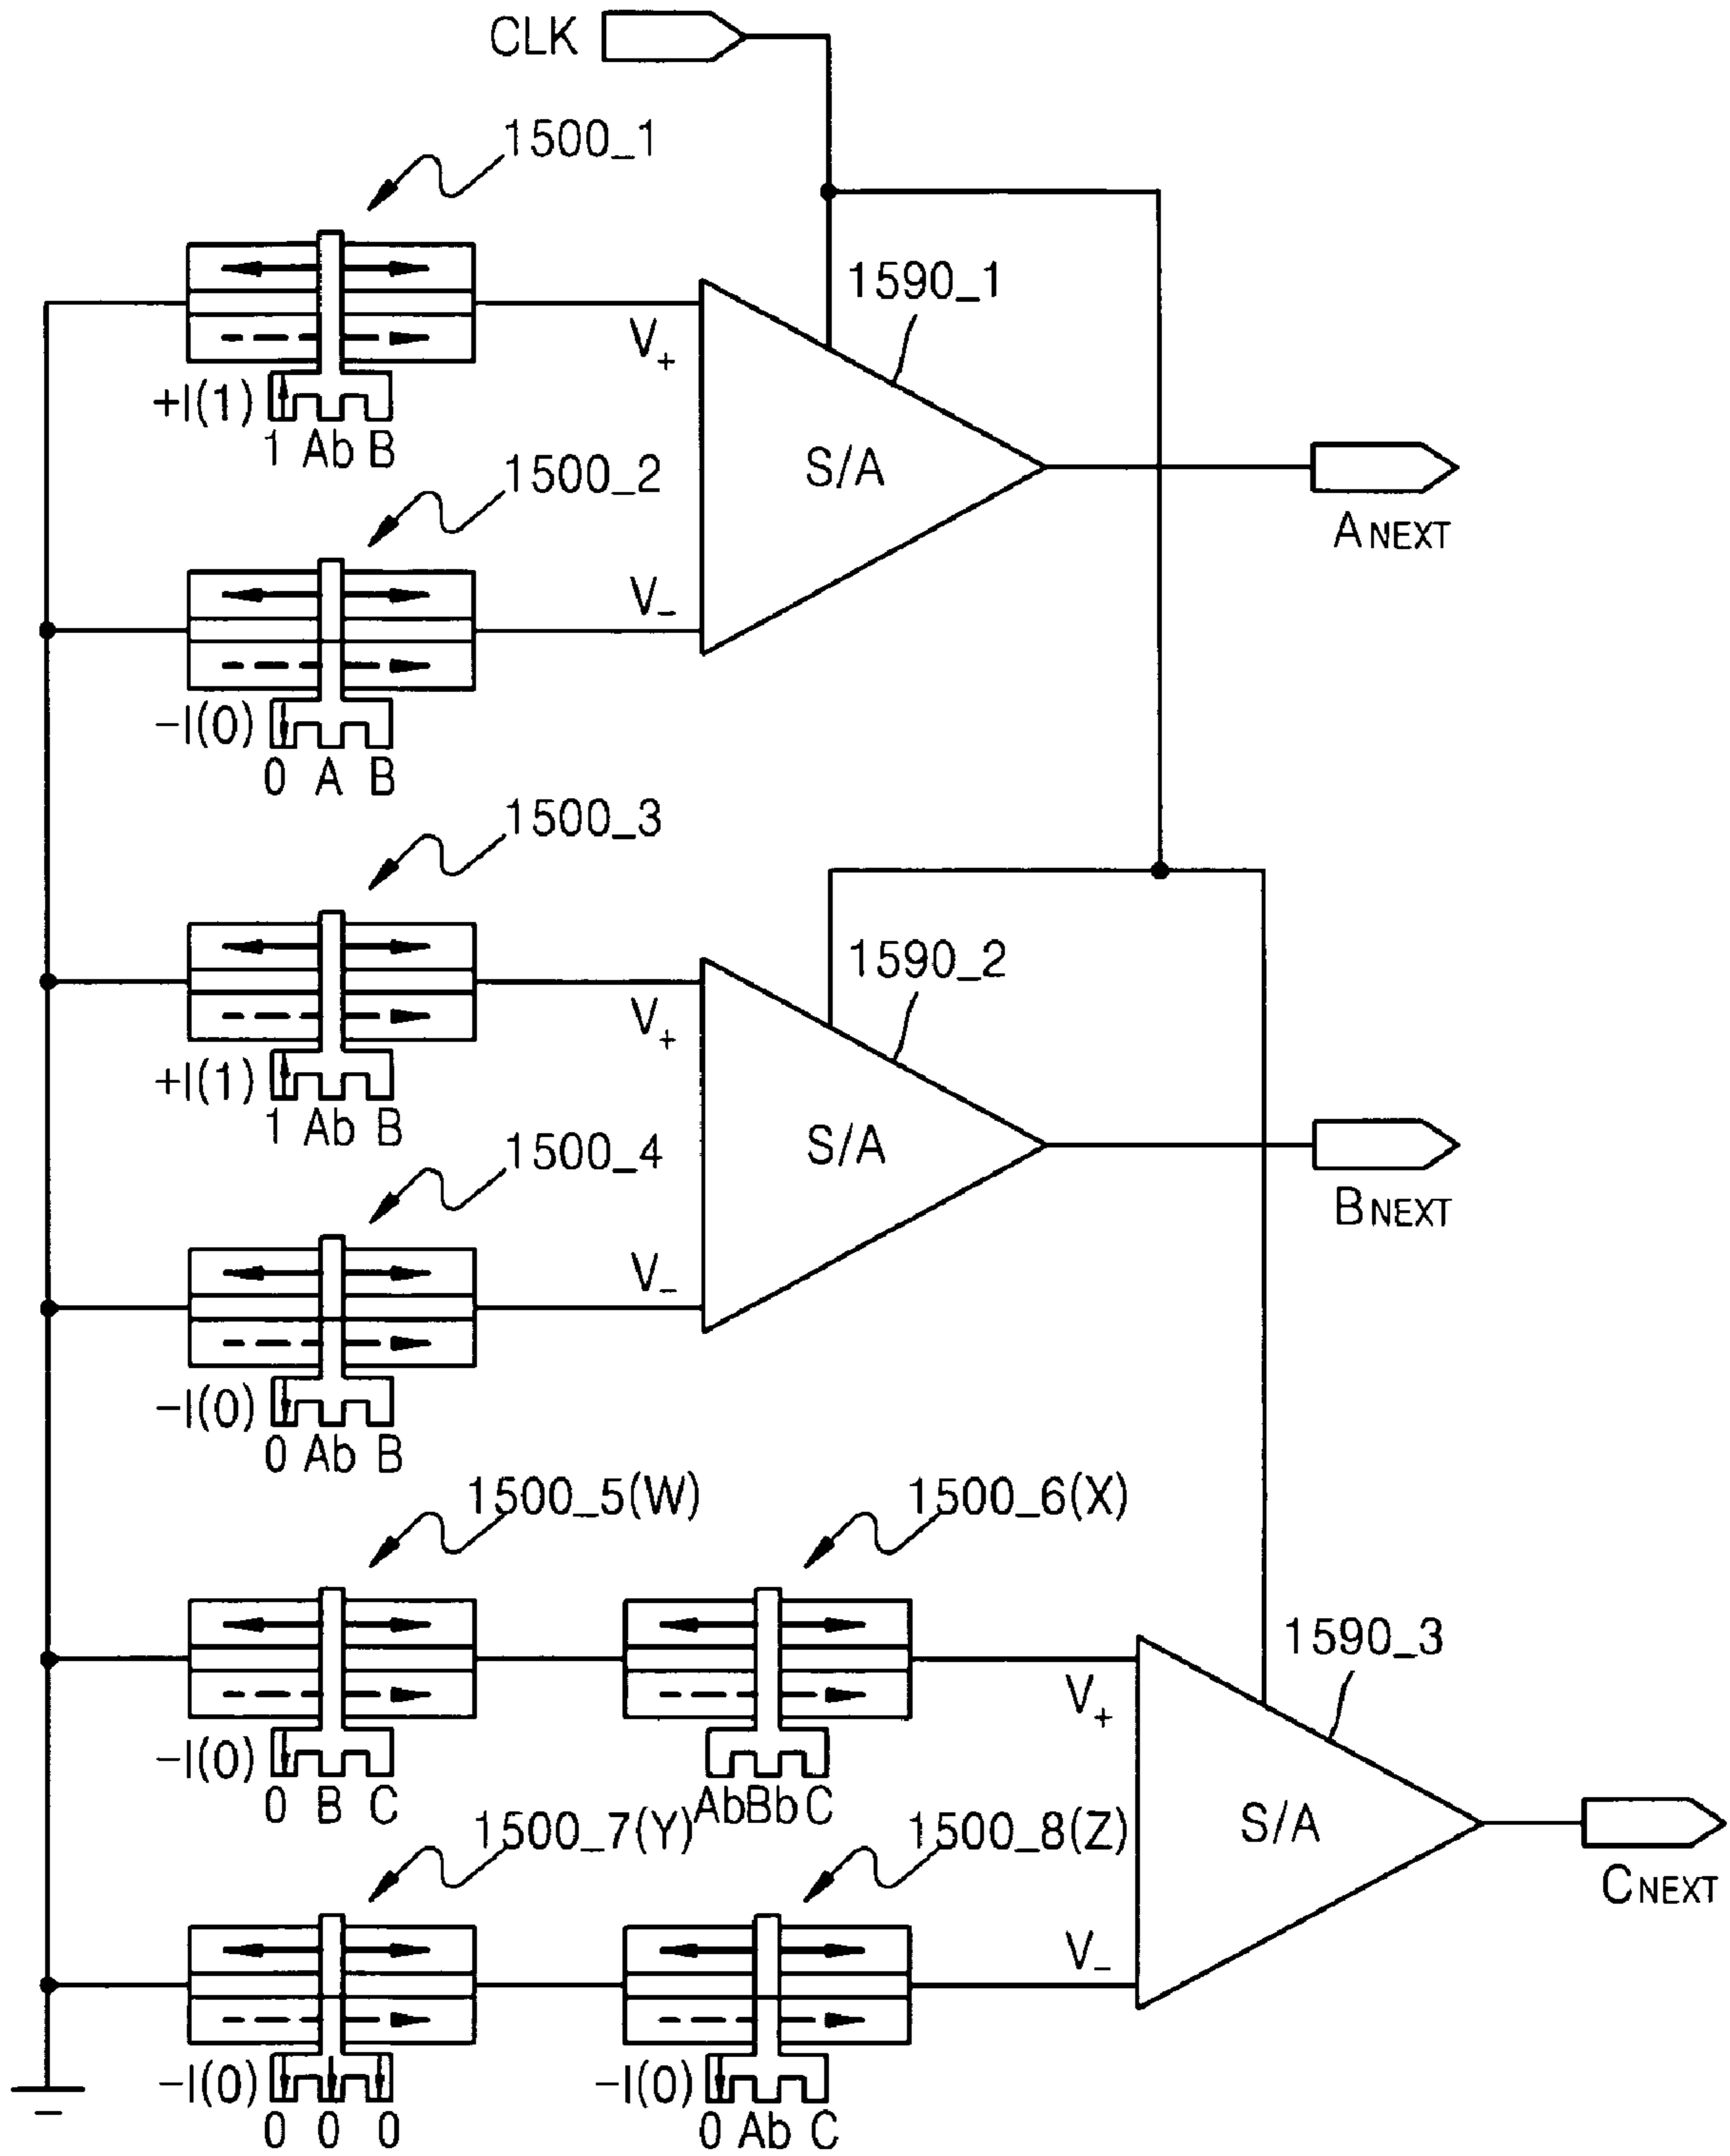 CLK
1500_1
1590_1
V+
+I(1)
1 Ab B
S/A
1500_2
ANEXT
V−
−I(0)
0 A B
1500_3
1590_2
V+
+I(1)
1 Ab B
S/A
1500_4
BNEXT
V−
−I(0)
0 Ab B
1500_5(W)
1500_6(X)
1590_3
V+
−I(0)
0 B C
AbBb C
S/A
1500_7(Y)
1500_8(Z)
CNEXT
V−
−I(0)
0 0 0
−I(0)
0 Ab C